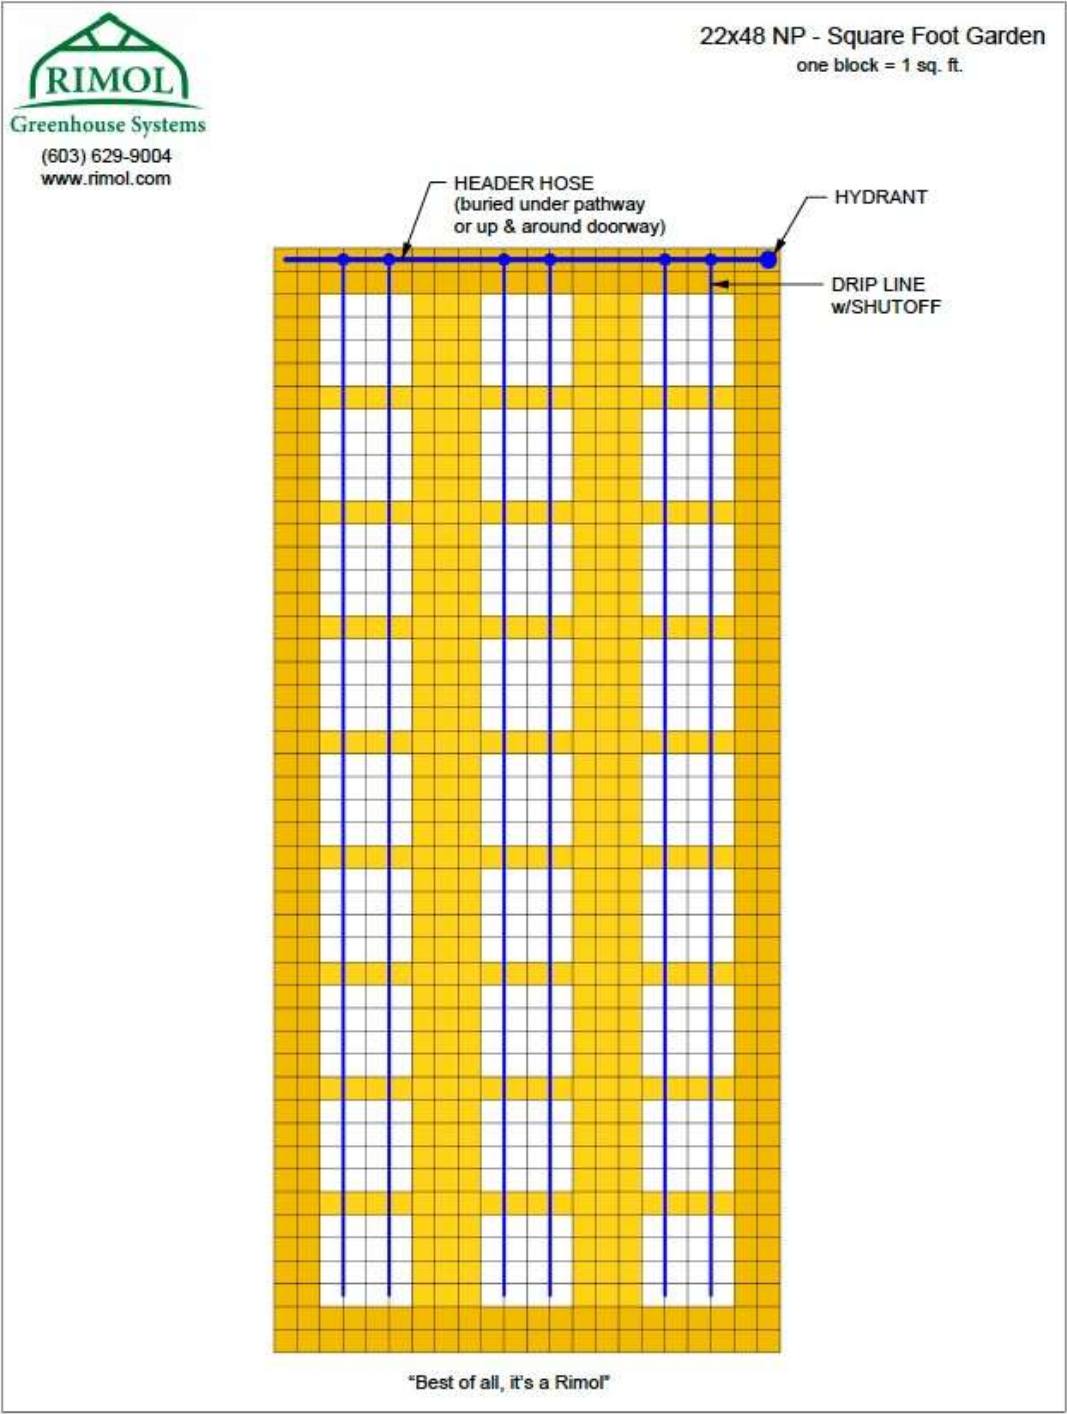 RIMOL
Greenhouse Systems
(603) 629-9004
www.rimol.com
22x48 NP - Square Foot Garden
one block = 1 sq. ft.
HEADER HOSE
(buried under pathway
or up & around doorway)
HYDRANT
DRIP LINE
w/SHUTOFF
“Best of all, it's a Rimol”